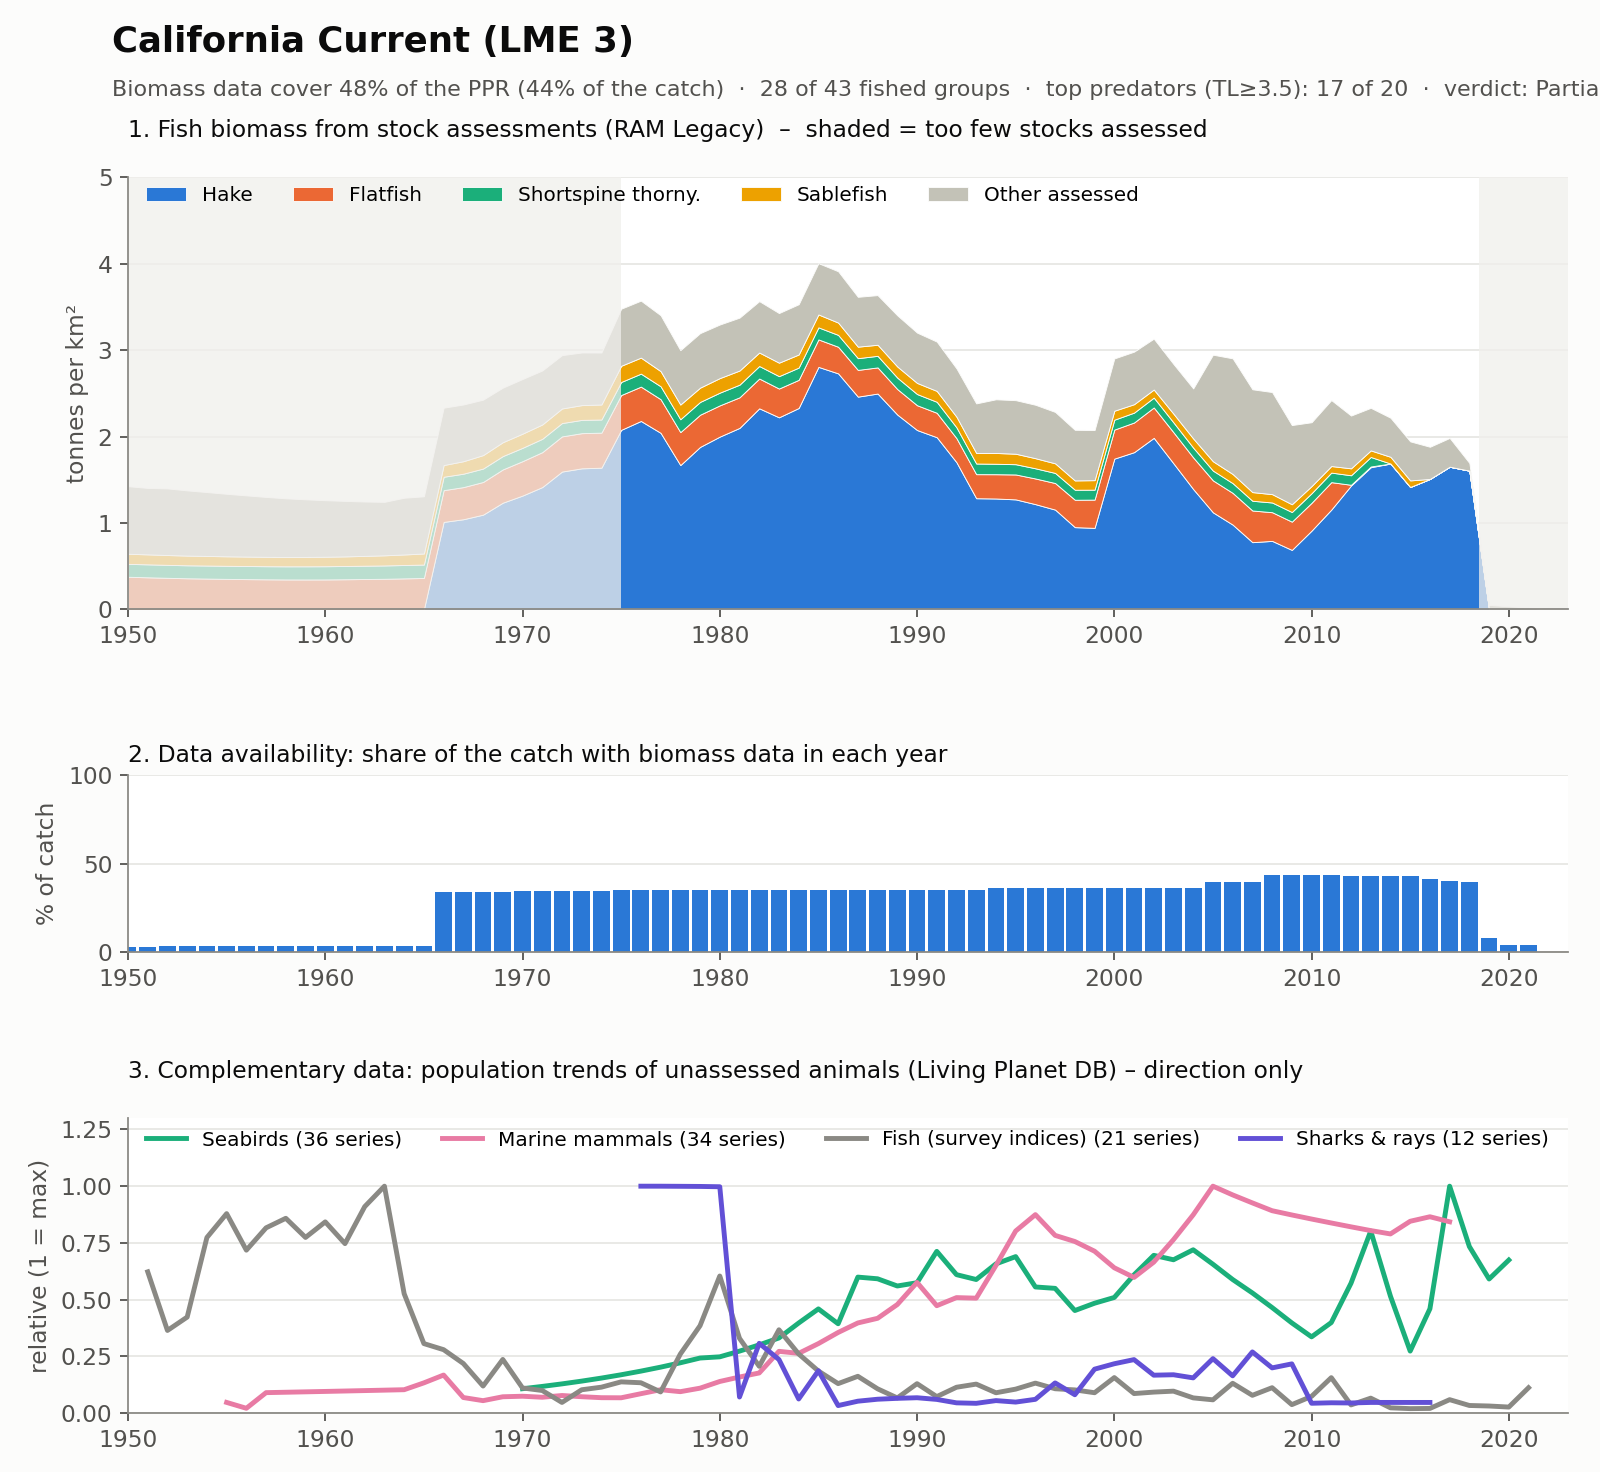 California Current (LME 3)
Biomass data cover 48% of the PPR (44% of the catch)  ·  28 of 43 fished groups  ·  top predators (TL≥3.5): 17 of 20  ·  verdict: Partia
1. Fish biomass from stock assessments (RAM Legacy)  –  shaded = too few stocks assessed
Hake Flatfish Shortspine thorny. Sablefish Other assessed
tonnes per km²
5
4
3
2
1
0
1950 1960 1970 1980 1990 2000 2010 2020
2. Data availability: share of the catch with biomass data in each year
% of catch
100
50
0
1950 1960 1970 1980 1990 2000 2010 2020
3. Complementary data: population trends of unassessed animals (Living Planet DB) – direction only
Seabirds (36 series) Marine mammals (34 series) Fish (survey indices) (21 series) Sharks & rays (12 series)
relative (1 = max)
1.25
1.00
0.75
0.50
0.25
0.00
1950 1960 1970 1980 1990 2000 2010 2020